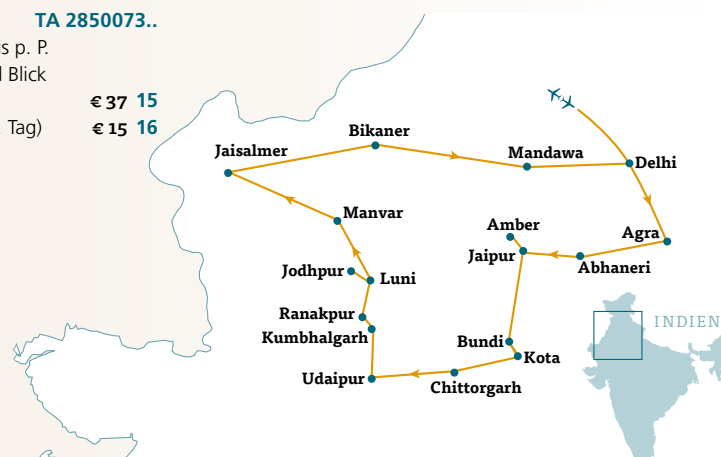 TA 2850073..
s p. P.
Blick
€ 37 15
Tag) € 15 16
Bikaner
Jaisalmer
Mandawa
Delhi
Manvar
Amber
Agra
Jaipur
Abhaneri
Jodhpur
Luni
Ranakpur
Kumbhalgarh
INDIEN
Bundi
Kota
Udaipur
Chittorgarh